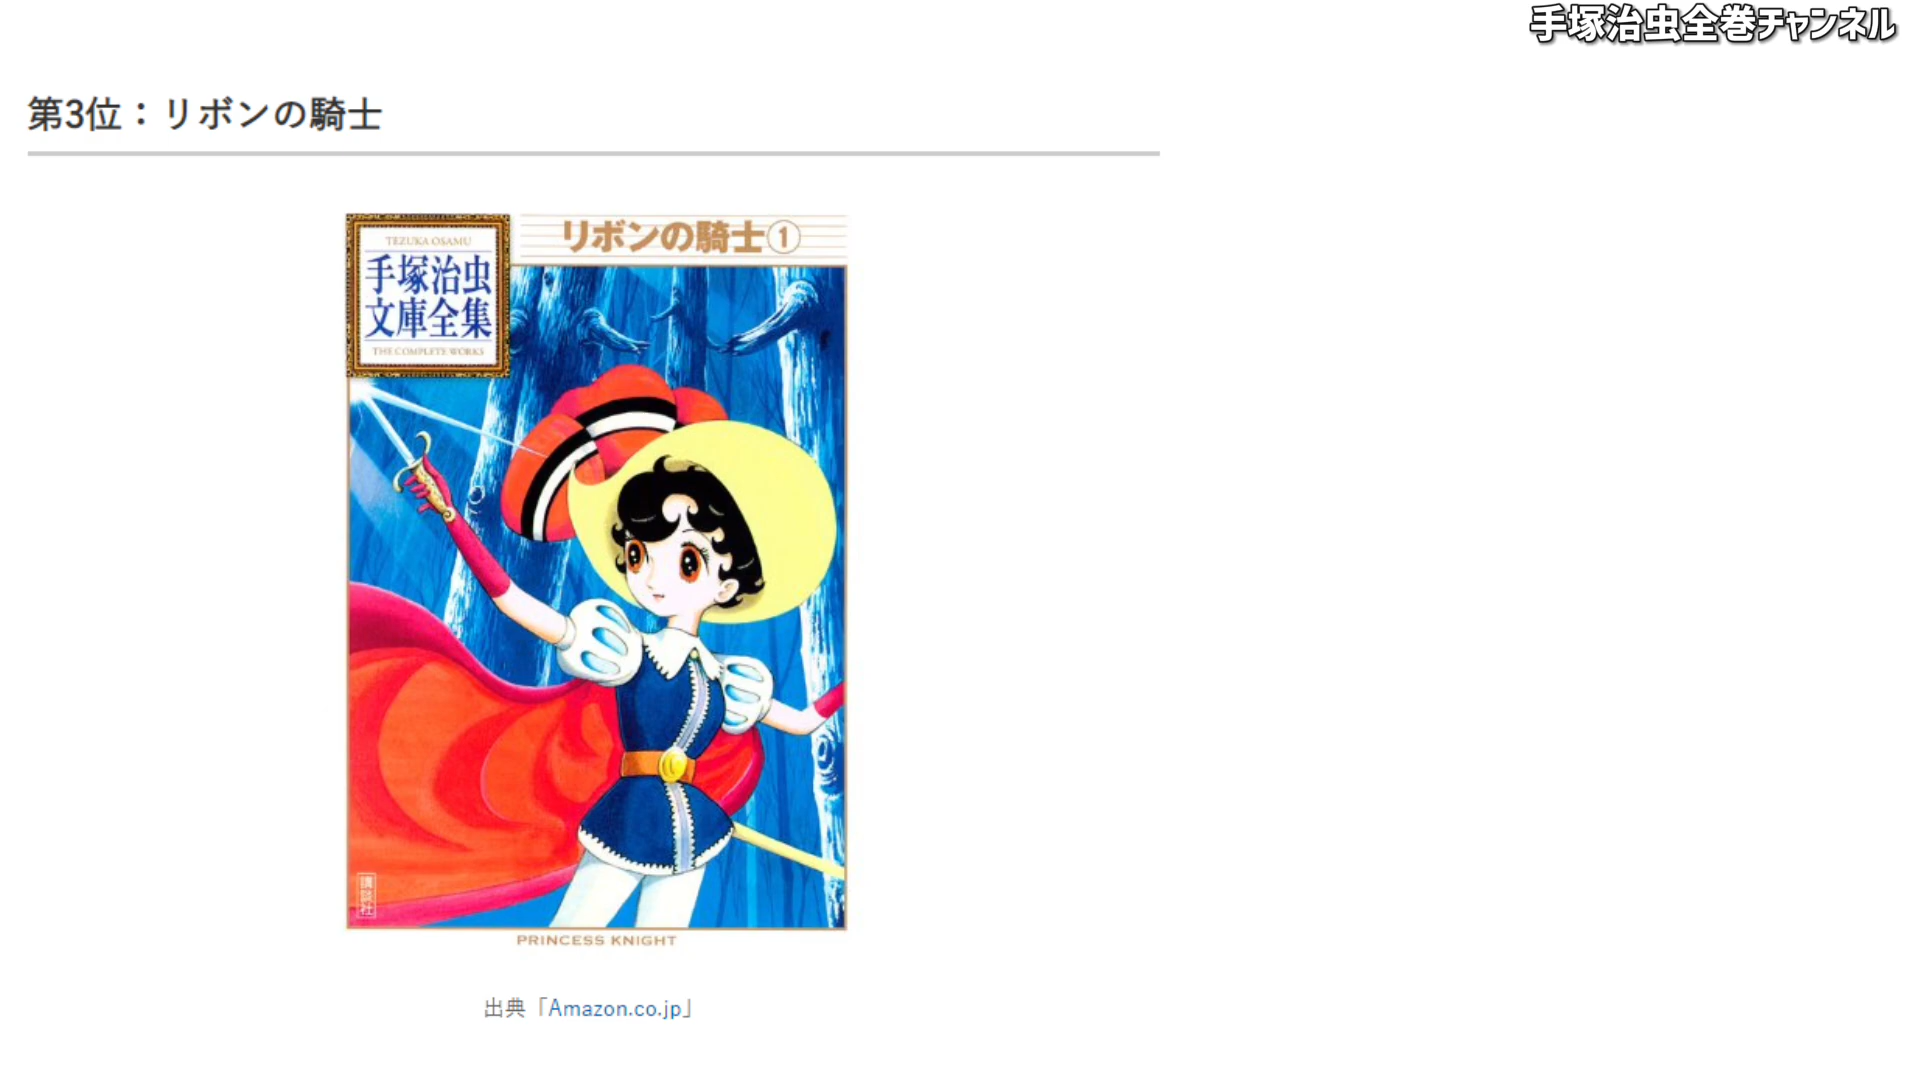 手塚治虫全巻チャンネル
第3位：リボンの騎士
TEZUKA OSAMU
手塚治虫
文庫全集
THE COMPLETE WORKS
リボンの騎士①
講談社
PRINCESS KNIGHT
出典「Amazon.co.jp」